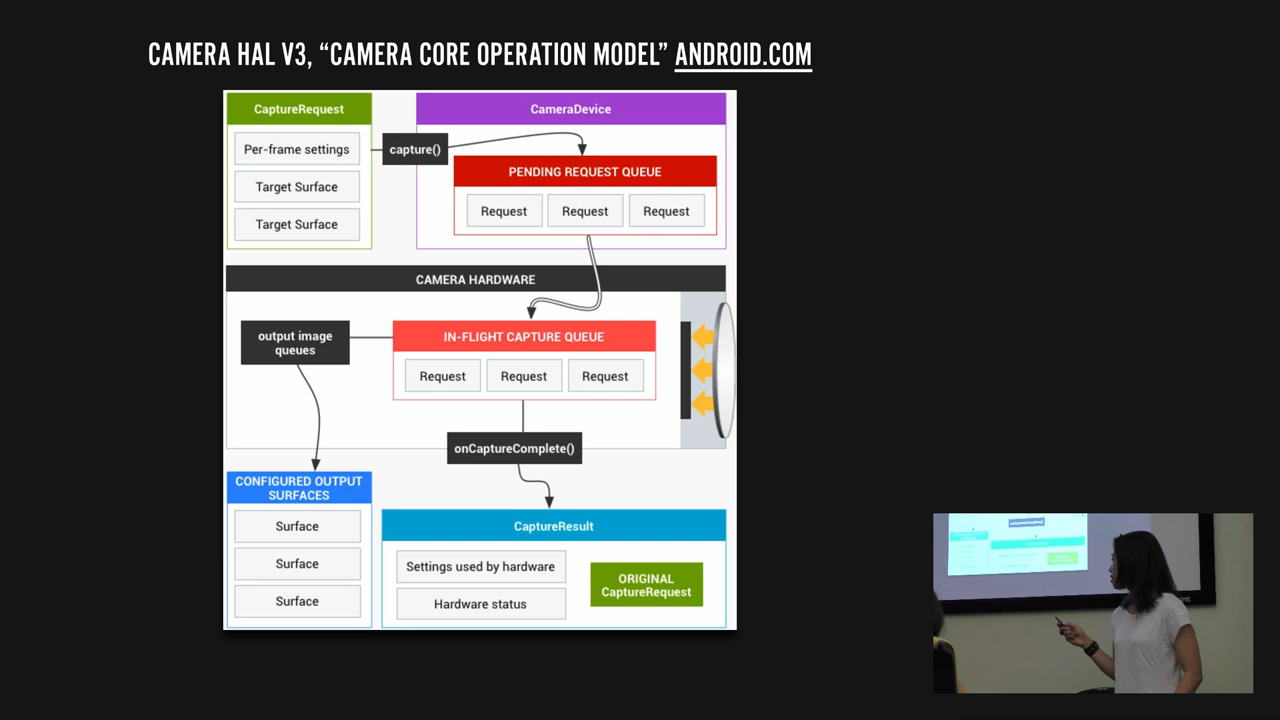 CAMERA HAL V3, “CAMERA CORE OPERATION MODEL” ANDROID.COM
CaptureRequest
Per-frame settings
Target Surface
Target Surface
capture()
CameraDevice
PENDING REQUEST QUEUE
Request Request Request
CAMERA HARDWARE
output image
queues
IN-FLIGHT CAPTURE QUEUE
Request Request Request
onCaptureComplete()
CONFIGURED OUTPUT
SURFACES
Surface
Surface
Surface
CaptureResult
Settings used by hardware
Hardware status
ORIGINAL
CaptureRequest